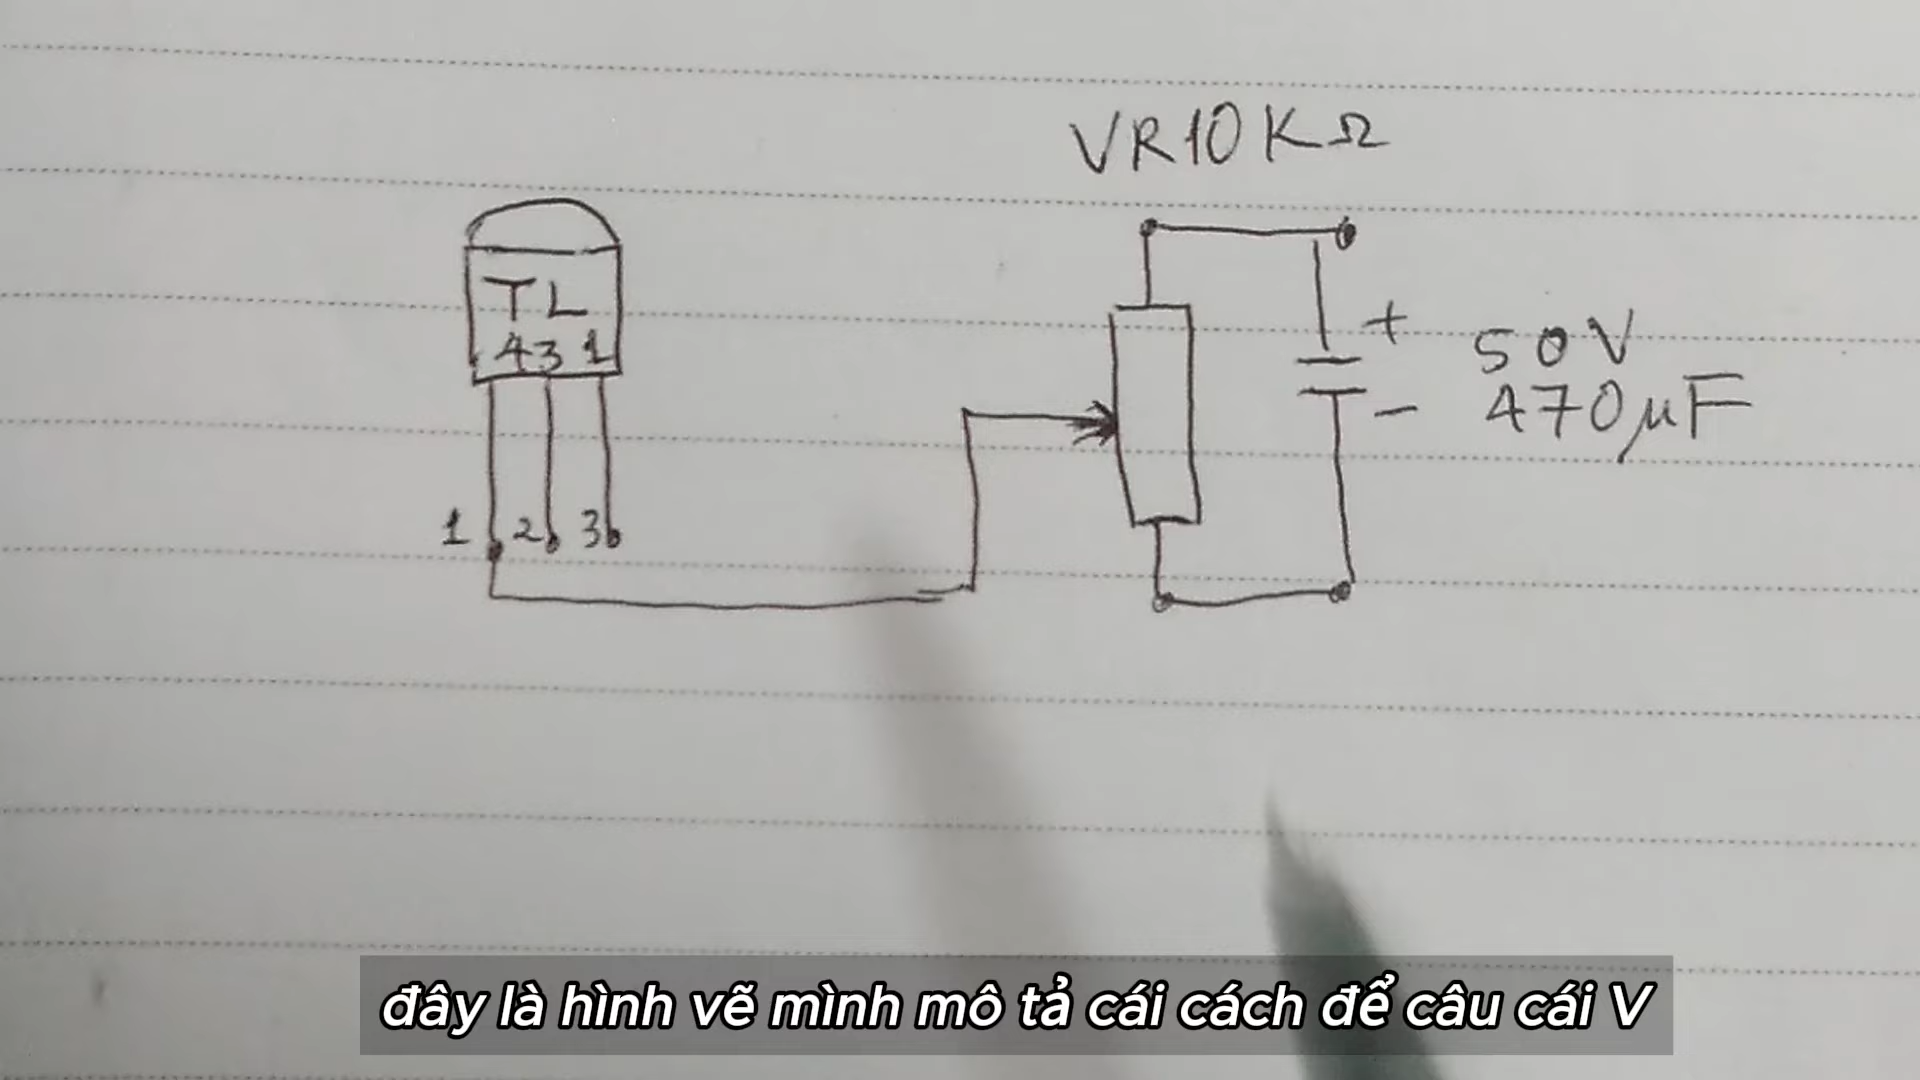 VR10KΩ
TL
431
1 2 3
+
50V
- 470µF
đây là hình vẽ mình mô tả cái cách để câu cái V